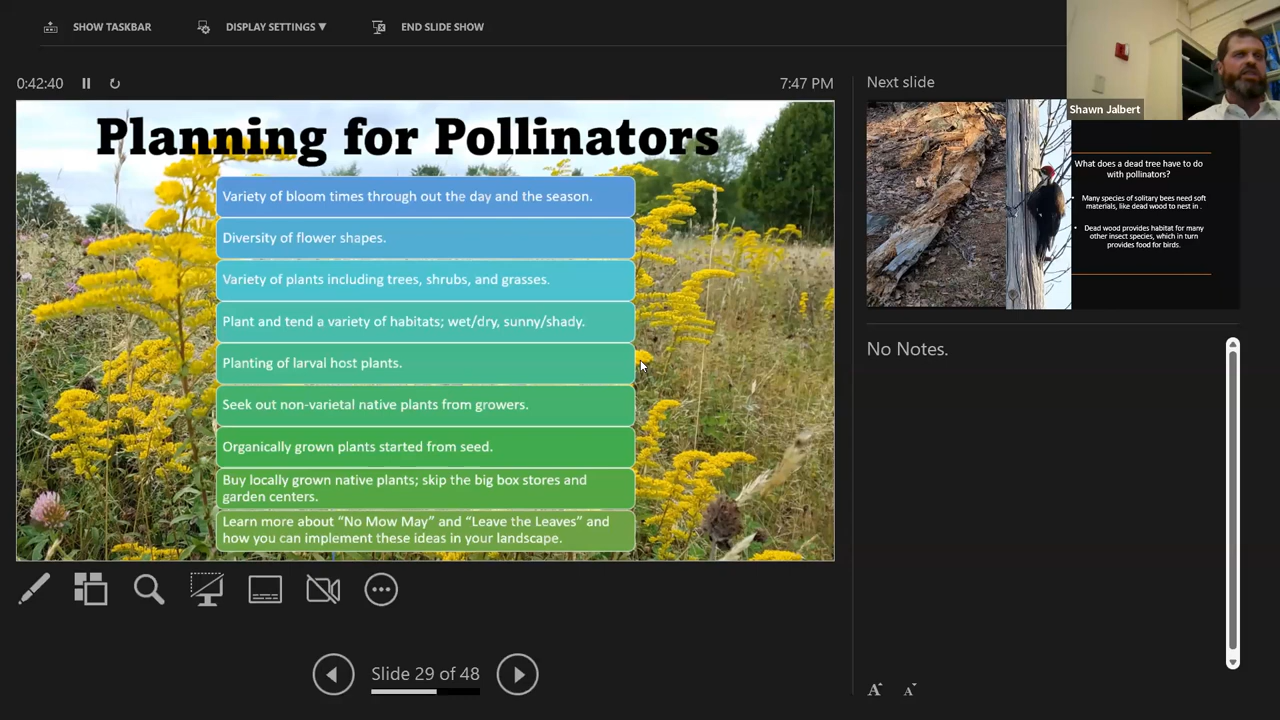 SHOW TASKBAR
DISPLAY SETTINGS ▼
END SLIDE SHOW
0:42:40
7:47 PM
Planning for Pollinators
Variety of bloom times through out the day and the season.
Diversity of flower shapes.
Variety of plants including trees, shrubs, and grasses.
Plant and tend a variety of habitats; wet/dry, sunny/shady.
Planting of larval host plants.
Seek out non-varietal native plants from growers.
Organically grown plants started from seed.
Buy locally grown native plants; skip the big box stores and
garden centers.
Learn more about “No Mow May” and “Leave the Leaves” and
how you can implement these ideas in your landscape.
Slide 29 of 48
Next slide
Shawn Jalbert
What does a dead tree have to do
with pollinators?
Many species of solitary bees need soft
materials, like dead wood to nest in .
Dead wood provides habitat for many
other insect species, which in turn
provides food for birds.
No Notes.
A A